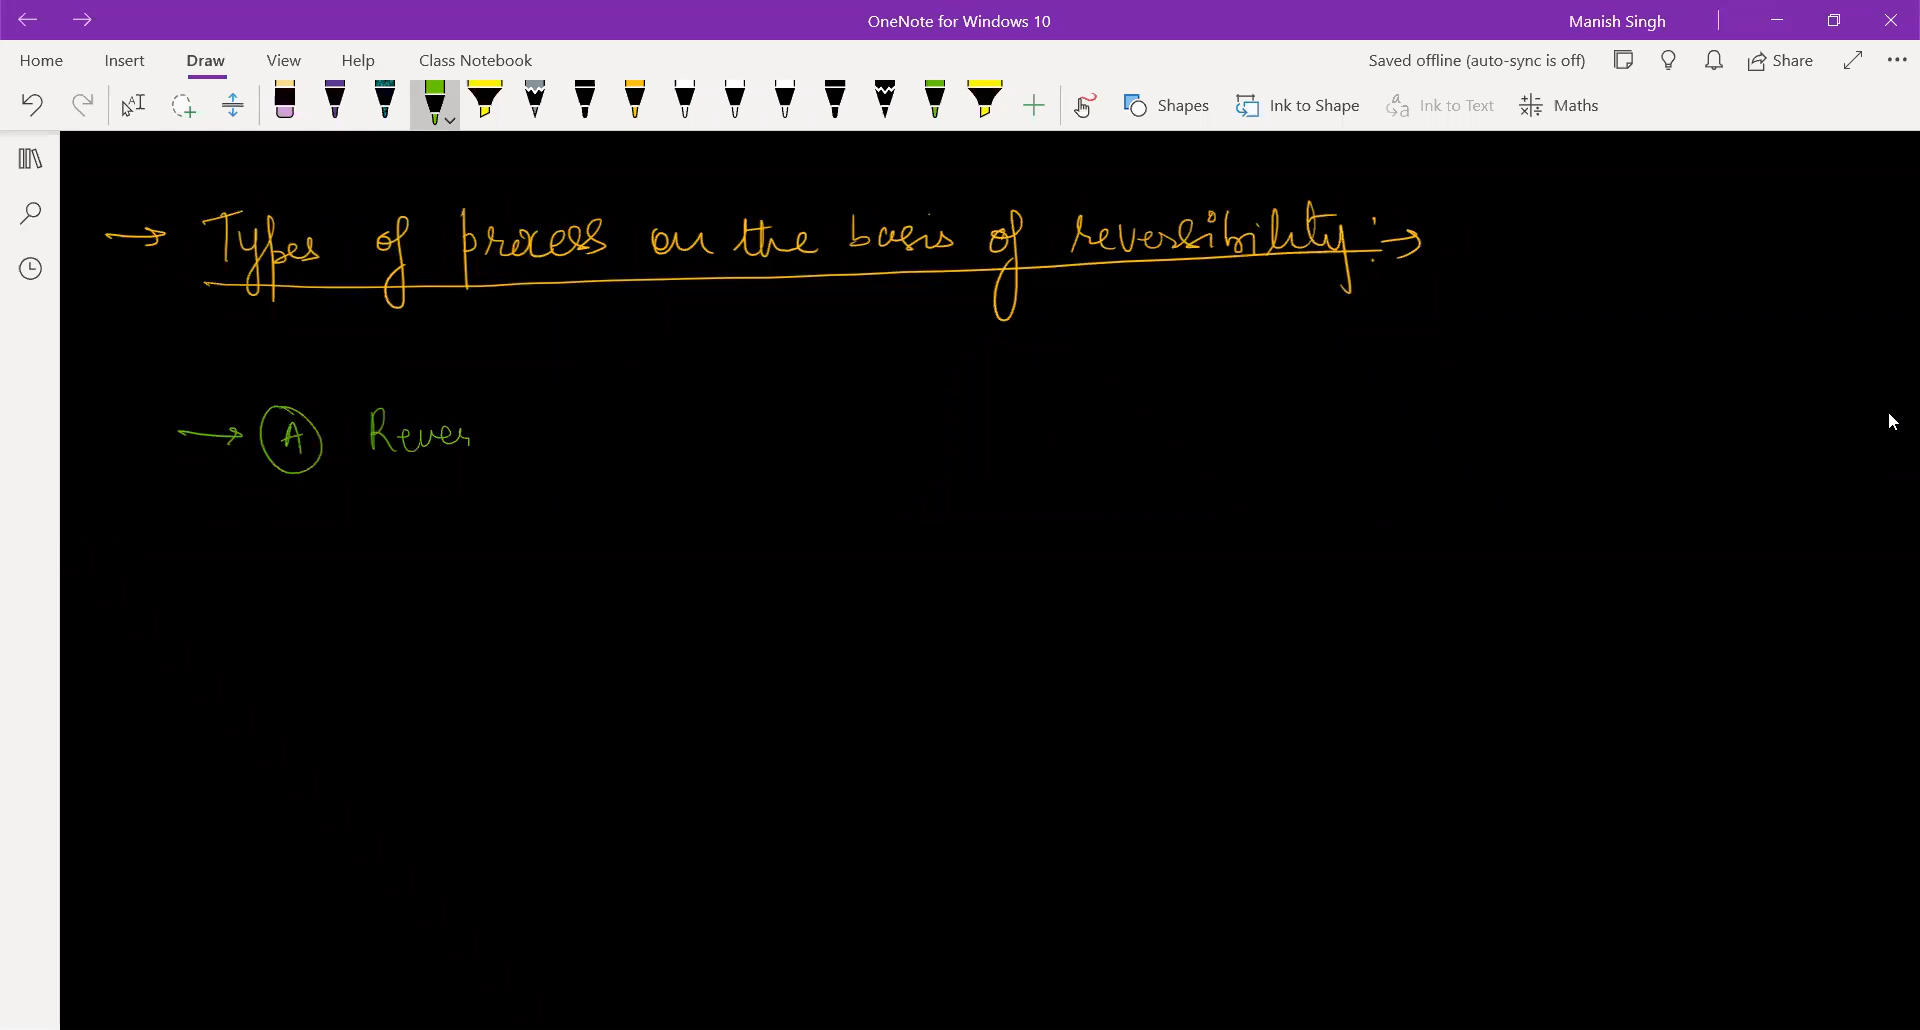 OneNote for Windows 10
Manish Singh
Home Insert Draw View Help Class Notebook
Saved offline (auto-sync is off) Share
Shapes Ink to Shape Ink to Text Maths
→ Types of process on the basis of reversibility :→
→ A Rever